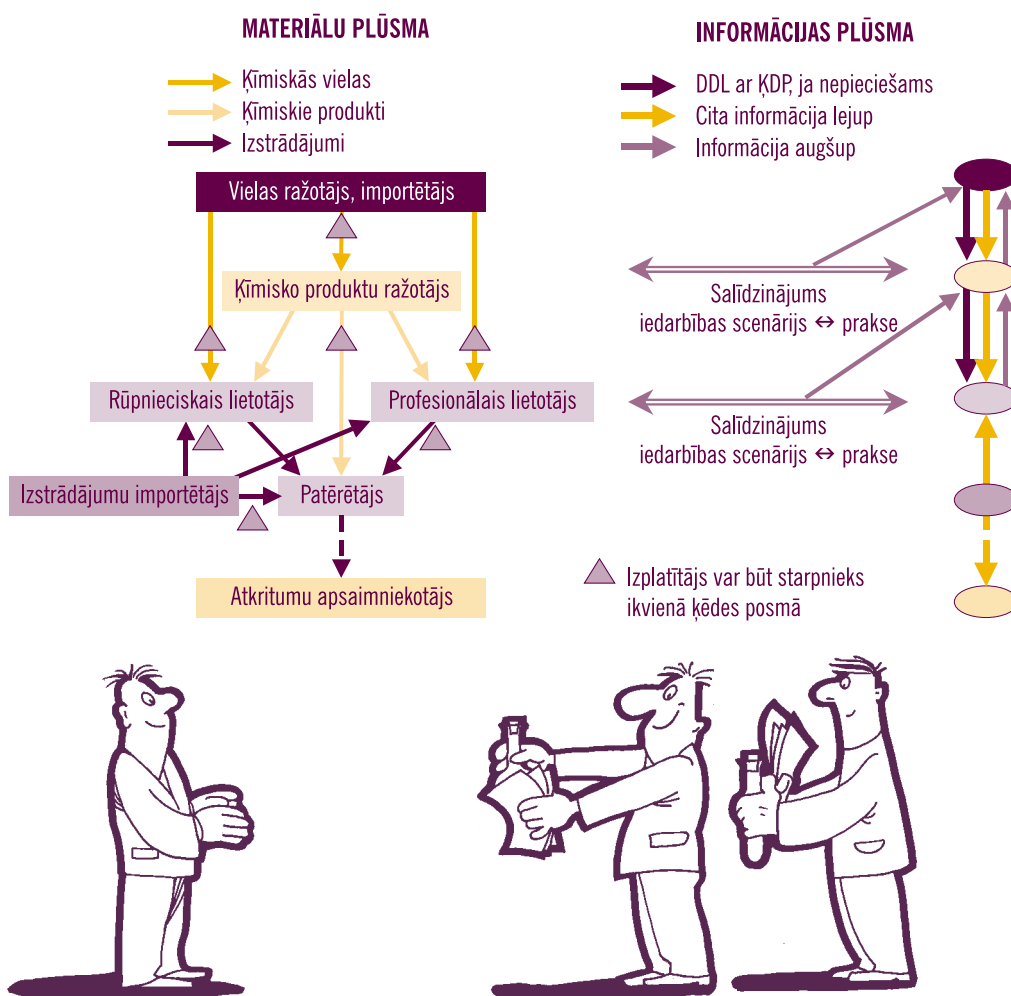 MATERIĀLU PLŪSMA
Ķīmiskās vielas
Ķīmiskie produkti
Izstrādājumi
Vielas ražotājs, importētājs
Ķīmisko produktu ražotājs
Rūpnieciskais lietotājs
Profesionālais lietotājs
Izstrādājumu importētājs
Patērētājs
Atkritumu apsaimniekotājs
INFORMĀCIJAS PLŪSMA
DDL ar ĶDP, ja nepieciešams
Cita informācija lejup
Informācija augšup
Salīdzinājums
iedarbības scenārijs ↔ prakse
Salīdzinājums
iedarbības scenārijs ↔ prakse
Izplatītājs var būt starpnieks
ikvienā ķēdes posmā